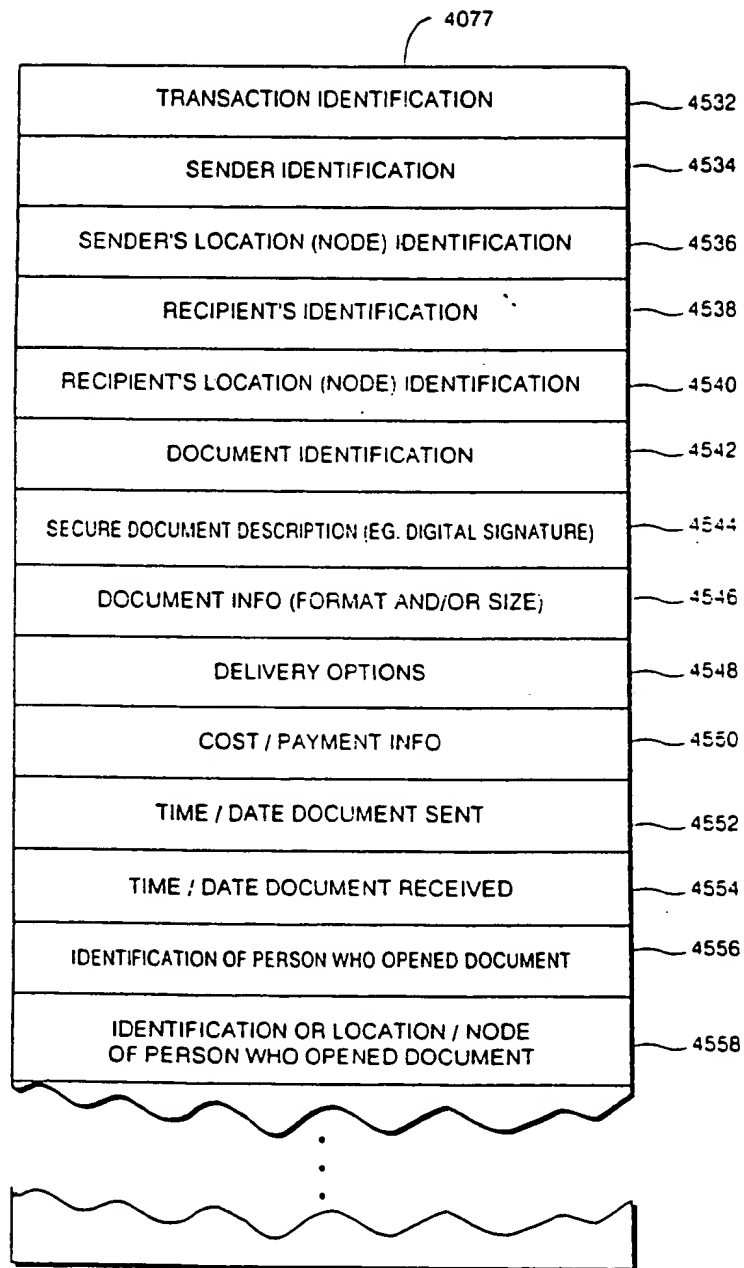 4077
TRANSACTION IDENTIFICATION 4532
SENDER IDENTIFICATION 4534
SENDER'S LOCATION (NODE) IDENTIFICATION 4536
RECIPIENT'S IDENTIFICATION 4538
RECIPIENT'S LOCATION (NODE) IDENTIFICATION 4540
DOCUMENT IDENTIFICATION 4542
SECURE DOCUMENT DESCRIPTION (EG. DIGITAL SIGNATURE) 4544
DOCUMENT INFO (FORMAT AND/OR SIZE) 4546
DELIVERY OPTIONS 4548
COST / PAYMENT INFO 4550
TIME / DATE DOCUMENT SENT 4552
TIME / DATE DOCUMENT RECEIVED 4554
IDENTIFICATION OF PERSON WHO OPENED DOCUMENT 4556
IDENTIFICATION OR LOCATION / NODE
OF PERSON WHO OPENED DOCUMENT 4558